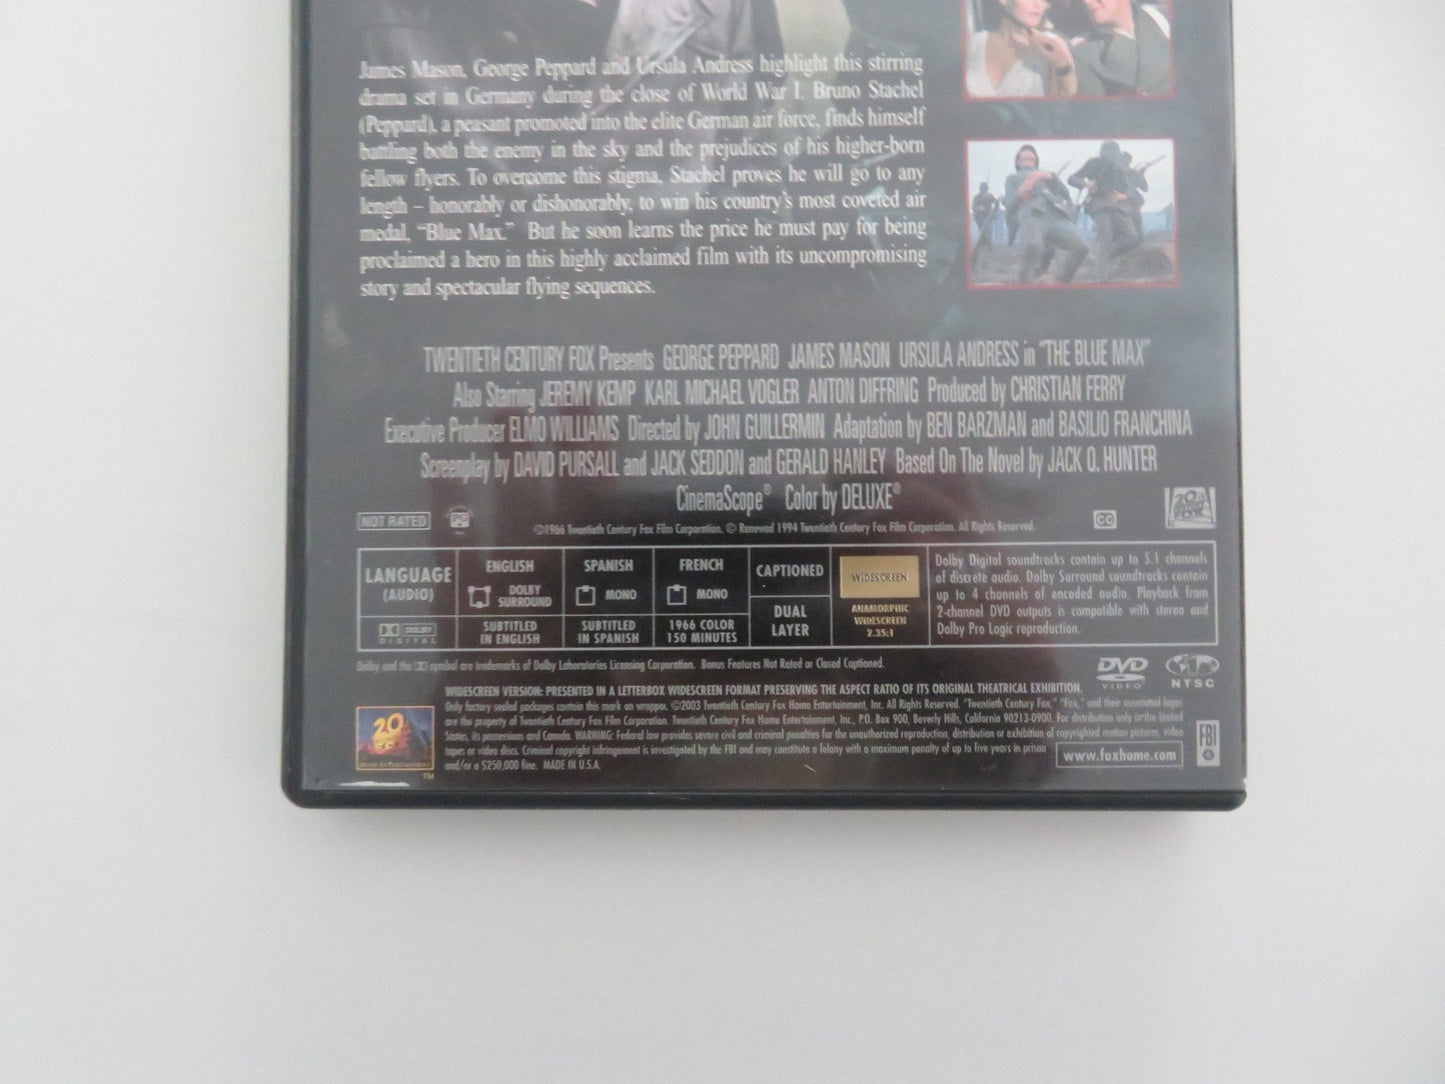 James Mason, George Peppard and Ursula Andress highlight this stirring
drama set in Germany during the close of World War I. Bruno Stachel
(Peppard), a peasant promoted into the elite German air force, finds himself
battling both the enemy in the sky and the prejudices of his higher-born
fellow flyers. To overcome this stigma, Stachel proves he will go to any
length – honorably or dishonorably, to win his country's most coveted air
medal, "Blue Max." But he soon learns the price he must pay for being
proclaimed a hero in this highly acclaimed film with its uncompromising
story and spectacular flying sequences.
TWENTIETH CENTURY FOX Presents GEORGE PEPPARD JAMES MASON URSULA ANDRESS in "THE BLUE MAX"
Also Starring JEREMY KEMP KARL MICHAEL VOGLER ANTON DIFFRING Produced by CHRISTIAN FERRY
Executive Producer ELMO WILLIAMS Directed by JOHN GUILLERMIN Adaptation by BEN BARZMAN and BASILIO FRANCHINA
Screenplay by DAVID PURSALL and JACK SEDDON and GERALD HANLEY Based On The Novel by JACK O. HUNTER
CinemaScope® Color by DELUXE®
NOT RATED
©1966 Twentieth Century Fox Film Corporation. © Renewed 1994 Twentieth Century Fox Film Corporation. All Rights Reserved.
CC
20th CENTURY FOX
LANGUAGE
(AUDIO)
DOLBY
DIGITAL
ENGLISH
DOLBY
SURROUND
SUBTITLED
IN ENGLISH
SPANISH
MONO
SUBTITLED
IN SPANISH
FRENCH
MONO
1966 COLOR
150 MINUTES
CAPTIONED
DUAL
LAYER
WIDESCREEN
ANAMORPHIC
WIDESCREEN
2.35:1
Dolby Digital soundtracks contain up to 5.1 channels
of discrete audio. Dolby Surround soundtracks contain
up to 4 channels of encoded audio. Playback from
2-channel DVD outputs is compatible with stereo and
Dolby Pro Logic reproduction.
Dolby and the DD symbol are trademarks of Dolby Laboratories Licensing Corporation. Bonus Features Not Rated or Closed Captioned.
DVD
VIDEO
1
NTSC
WIDESCREEN VERSION: PRESENTED IN A LETTERBOX WIDESCREEN FORMAT PRESERVING THE ASPECT RATIO OF ITS ORIGINAL THEATRICAL EXHIBITION.
Only factory sealed packages contain this mark on wrapper. ©2003 Twentieth Century Fox Home Entertainment, Inc. All Rights Reserved. "Twentieth Century Fox," "Fox," and their associated logos
are the property of Twentieth Century Fox Film Corporation. Twentieth Century Fox Home Entertainment, Inc., P.O. Box 900, Beverly Hills, California 90213-0900. For distribution only in the United
States, its possessions and Canada. WARNING: Federal law provides severe civil and criminal penalties for the unauthorized reproduction, distribution or exhibition of copyrighted motion pictures, video
tapes or video discs. Criminal copyright infringement is investigated by the FBI and may constitute a felony with a maximum penalty of up to five years in prison
and/or a $250,000 fine. MADE IN U.S.A.
www.foxhome.com
FBI
20
TM